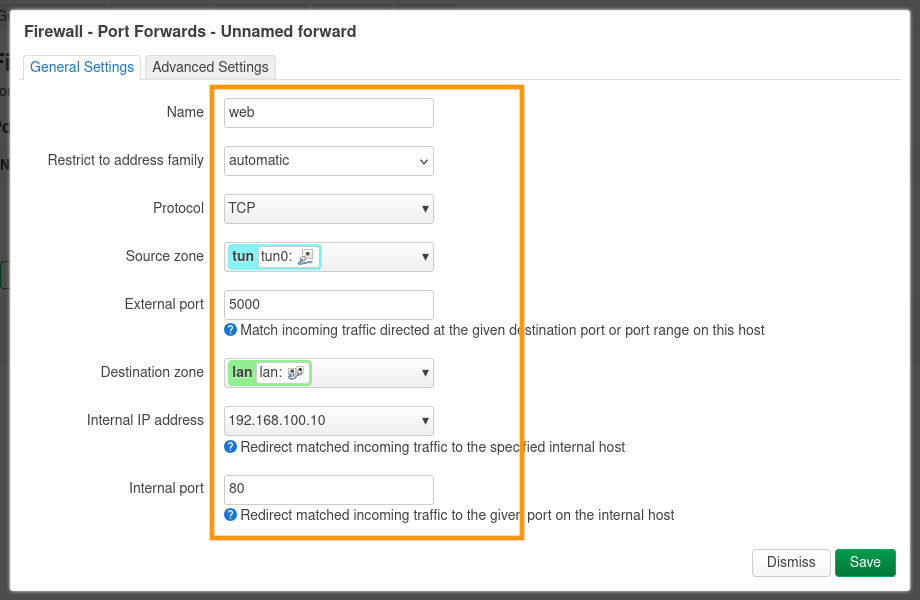 Firewall - Port Forwards - Unnamed forward
General Settings Advanced Settings
Name web
Restrict to address family automatic
Protocol TCP
Source zone tun tun0:
External port 5000
Match incoming traffic directed at the given destination port or port range on this host
Destination zone lan lan:
Internal IP address 192.168.100.10
Redirect matched incoming traffic to the specified internal host
Internal port 80
Redirect matched incoming traffic to the given port on the internal host
Dismiss Save